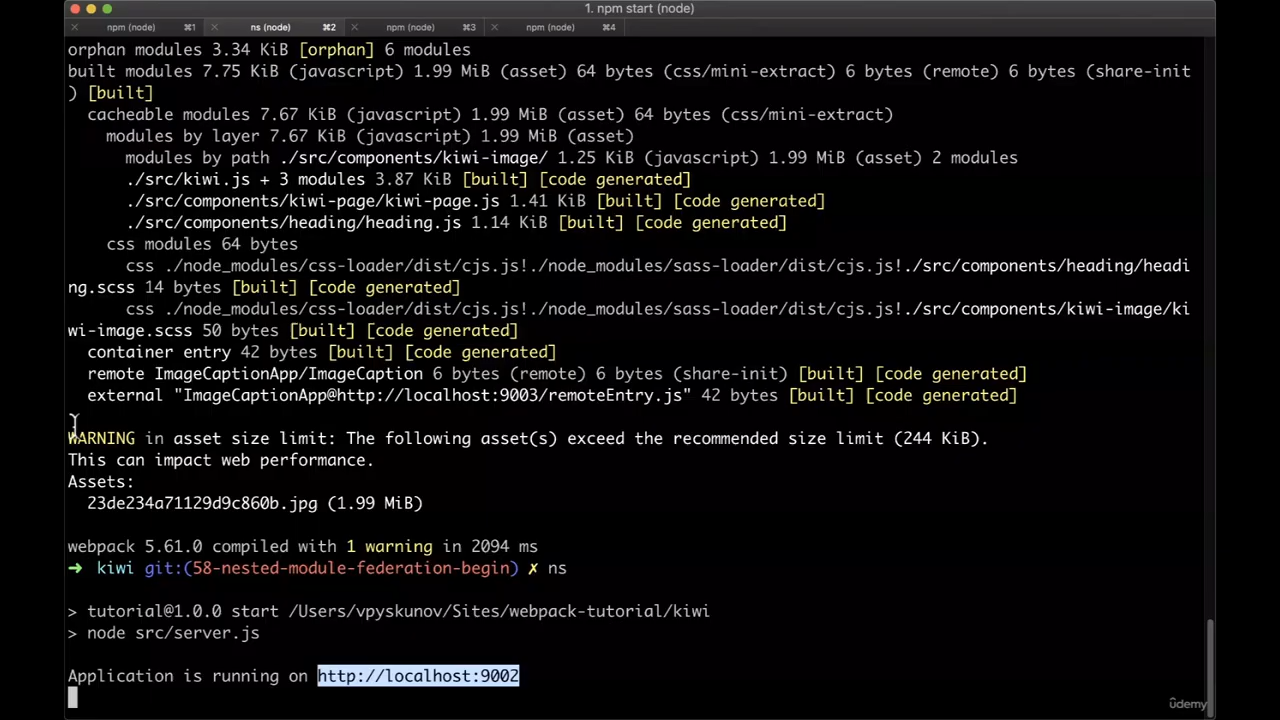 1. npm start (node)
npm (node) ⌘1 ns (node) ⌘2 npm (node) ⌘3 npm (node) ⌘4
orphan modules 3.34 KiB [orphan] 6 modules
built modules 7.75 KiB (javascript) 1.99 MiB (asset) 64 bytes (css/mini-extract) 6 bytes (remote) 6 bytes (share-init
) [built]
cacheable modules 7.67 KiB (javascript) 1.99 MiB (asset) 64 bytes (css/mini-extract)
modules by layer 7.67 KiB (javascript) 1.99 MiB (asset)
modules by path ./src/components/kiwi-image/ 1.25 KiB (javascript) 1.99 MiB (asset) 2 modules
./src/kiwi.js + 3 modules 3.87 KiB [built] [code generated]
./src/components/kiwi-page/kiwi-page.js 1.41 KiB [built] [code generated]
./src/components/heading/heading.js 1.14 KiB [built] [code generated]
css modules 64 bytes
css ./node_modules/css-loader/dist/cjs.js!./node_modules/sass-loader/dist/cjs.js!./src/components/heading/headi
ng.scss 14 bytes [built] [code generated]
css ./node_modules/css-loader/dist/cjs.js!./node_modules/sass-loader/dist/cjs.js!./src/components/kiwi-image/ki
wi-image.scss 50 bytes [built] [code generated]
container entry 42 bytes [built] [code generated]
remote ImageCaptionApp/ImageCaption 6 bytes (remote) 6 bytes (share-init) [built] [code generated]
external "ImageCaptionApp@http://localhost:9003/remoteEntry.js" 42 bytes [built] [code generated]
WARNING in asset size limit: The following asset(s) exceed the recommended size limit (244 KiB).
This can impact web performance.
Assets:
23de234a71129d9c860b.jpg (1.99 MiB)
webpack 5.61.0 compiled with 1 warning in 2094 ms
➜ kiwi git:(58-nested-module-federation-begin) ✗ ns
> tutorial@1.0.0 start /Users/vpyskunov/Sites/webpack-tutorial/kiwi
> node src/server.js
Application is running on http://localhost:9002
ûdemy